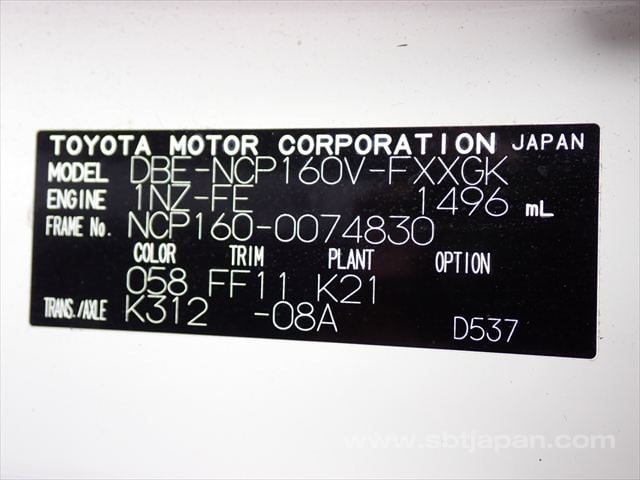 TOYOTA MOTOR CORPORATION JAPAN
MODEL DBE-NCP160V-FXXGK
ENGINE 1NZ-FE 1496 mL
FRAME No. NCP160-0074830
COLOR TRIM PLANT OPTION
058 FF11 K21
TRANS./AXLE K312 -08A D537
www.sbtjapan.com